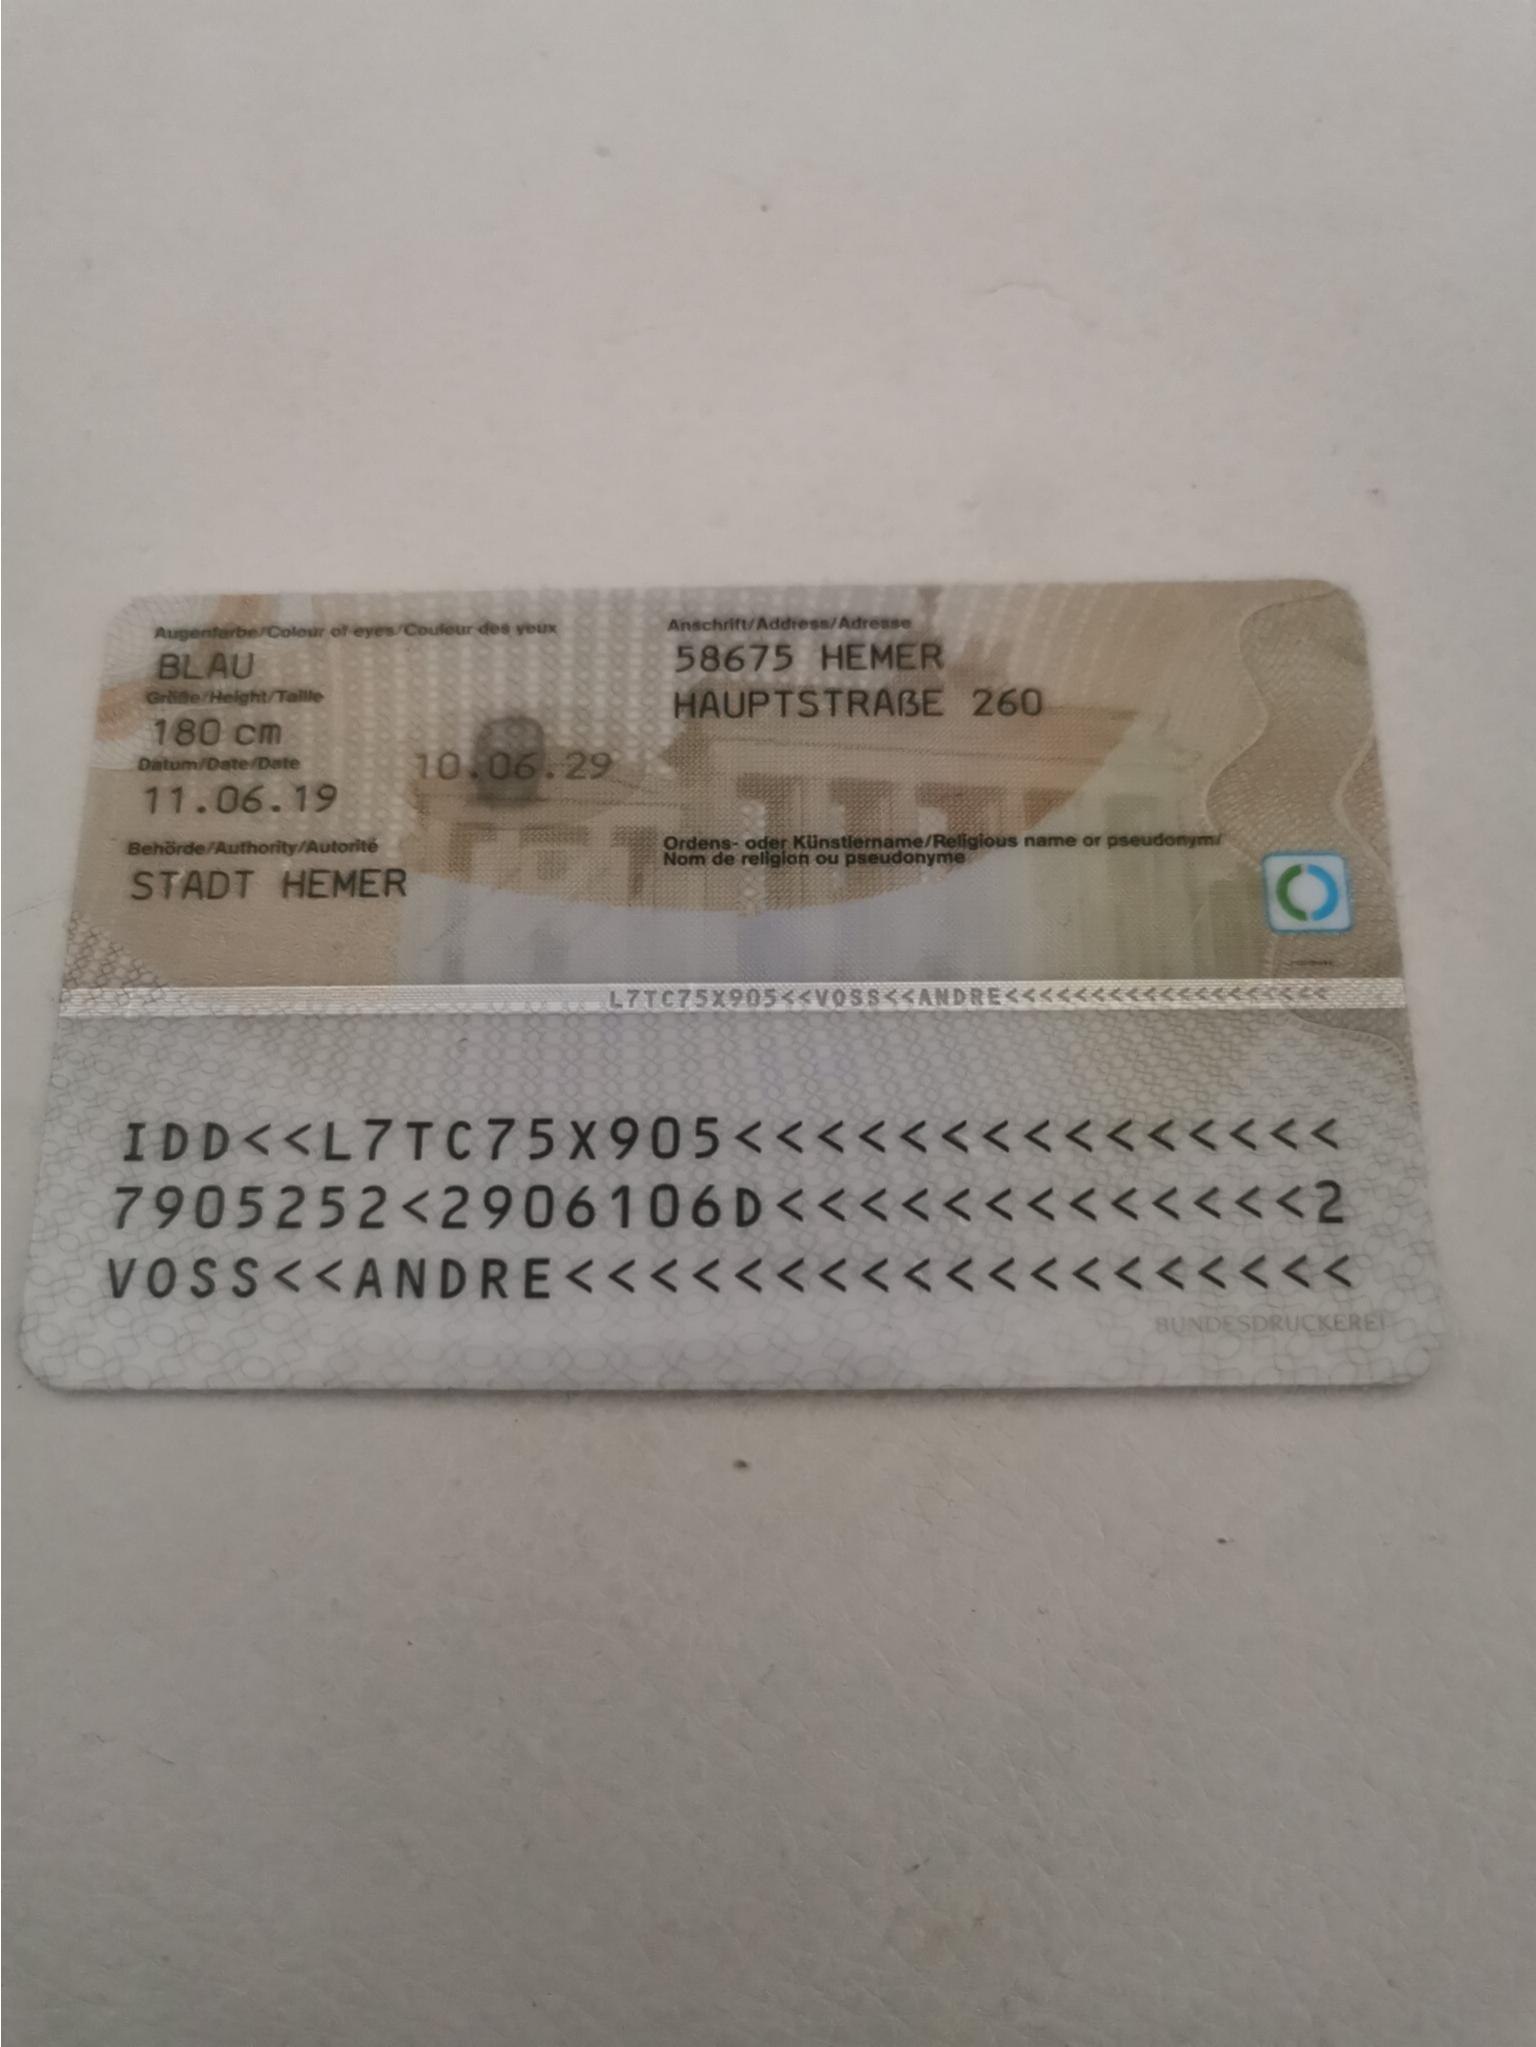 Augenfarbe/Colour of eyes/Couleur des yeux
BLAU
Größe/Height/Taille
180 cm
Datum/Date/Date
11.06.19
10.06.29
Behörde/Authority/Autorité
STADT HEMER
Anschrift/Address/Adresse
58675 HEMER
HAUPTSTRAßE 260
Ordens- oder Künstlername/Religious name or pseudonym/
Nom de religion ou pseudonyme
L7TC75X905<<VOSS<<ANDRE<<<<<<<<<<<<<<<<<<<
IDD<<L7TC75X905<<<<<<<<<<<<<<<
7905252<2906106D<<<<<<<<<<<<<2
VOSS<<ANDRE<<<<<<<<<<<<<<<<<<<
BUNDESDRUCKEREI